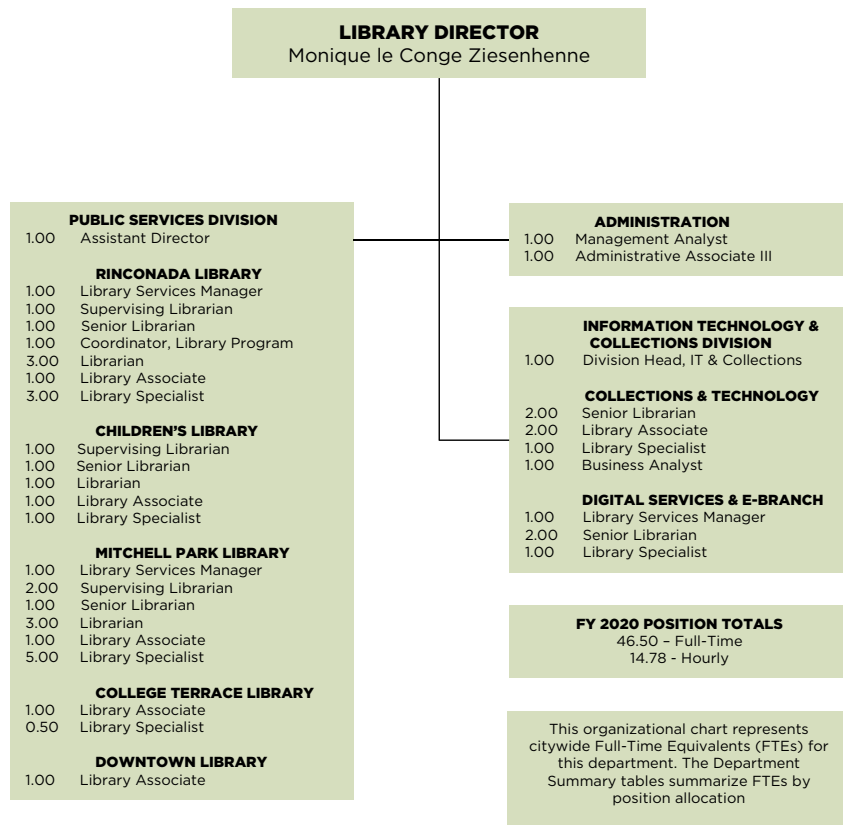 LIBRARY DIRECTOR
Monique le Conge Ziesenhenne
PUBLIC SERVICES DIVISION
1.00 Assistant Director
RINCONADA LIBRARY
1.00 Library Services Manager
1.00 Supervising Librarian
1.00 Senior Librarian
1.00 Coordinator, Library Program
3.00 Librarian
1.00 Library Associate
3.00 Library Specialist
CHILDREN'S LIBRARY
1.00 Supervising Librarian
1.00 Senior Librarian
1.00 Librarian
1.00 Library Associate
1.00 Library Specialist
MITCHELL PARK LIBRARY
1.00 Library Services Manager
2.00 Supervising Librarian
1.00 Senior Librarian
3.00 Librarian
1.00 Library Associate
5.00 Library Specialist
COLLEGE TERRACE LIBRARY
1.00 Library Associate
0.50 Library Specialist
DOWNTOWN LIBRARY
1.00 Library Associate
ADMINISTRATION
1.00 Management Analyst
1.00 Administrative Associate III
INFORMATION TECHNOLOGY &
COLLECTIONS DIVISION
1.00 Division Head, IT & Collections
COLLECTIONS & TECHNOLOGY
2.00 Senior Librarian
2.00 Library Associate
1.00 Library Specialist
1.00 Business Analyst
DIGITAL SERVICES & E-BRANCH
1.00 Library Services Manager
2.00 Senior Librarian
1.00 Library Specialist
FY 2020 POSITION TOTALS
46.50 – Full-Time
14.78 - Hourly
This organizational chart represents
citywide Full-Time Equivalents (FTEs) for
this department. The Department
Summary tables summarize FTEs by
position allocation